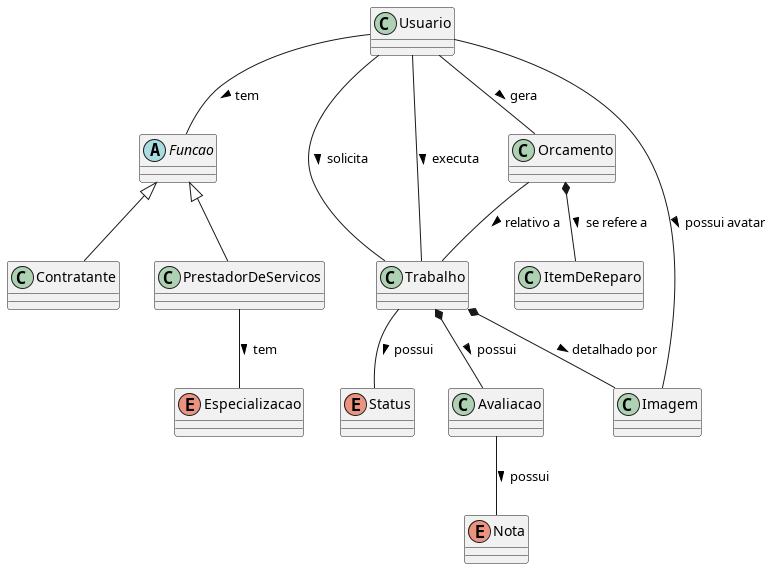 C Usuario
tem
gera
A Funcao
solicita
executa
C Orcamento
relativo a
se refere a
possui avatar
C Contratante
C PrestadorDeServicos
C Trabalho
C ItemDeReparo
tem
possui
possui
detalhado por
E Especializacao
E Status
C Avaliacao
C Imagem
possui
E Nota